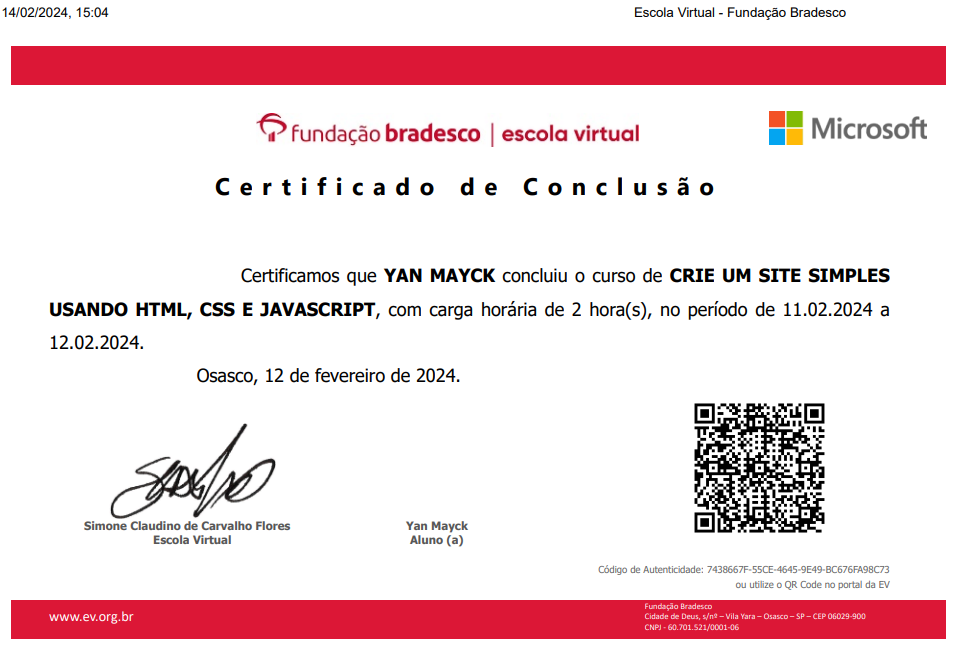 14/02/2024, 15:04
Escola Virtual - Fundação Bradesco
fundação bradesco | escola virtual
Microsoft
Certificado de Conclusão
Certificamos que YAN MAYCK concluiu o curso de CRIE UM SITE SIMPLES
USANDO HTML, CSS E JAVASCRIPT, com carga horária de 2 hora(s), no período de 11.02.2024 a
12.02.2024.
Osasco, 12 de fevereiro de 2024.
Simone Claudino de Carvalho Flores
Escola Virtual
Yan Mayck
Aluno (a)
Código de Autenticidade: 7438667F-55CE-4645-9E49-BC676FA98C73
ou utilize o QR Code no portal da EV
www.ev.org.br
Fundação Bradesco
Cidade de Deus, s/nº – Vila Yara – Osasco – SP – CEP 06029-900
CNPJ - 60.701.521/0001-06